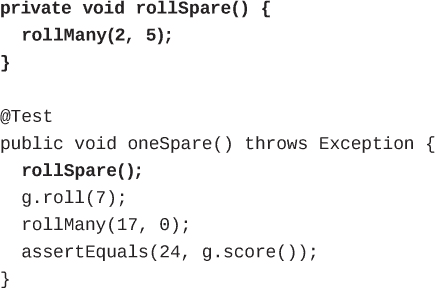 private void rollSpare() {
  rollMany(2, 5);
}

@Test
public void oneSpare() throws Exception {
  rollSpare();
  g.roll(7);
  rollMany(17, 0);
  assertEquals(24, g.score());
}